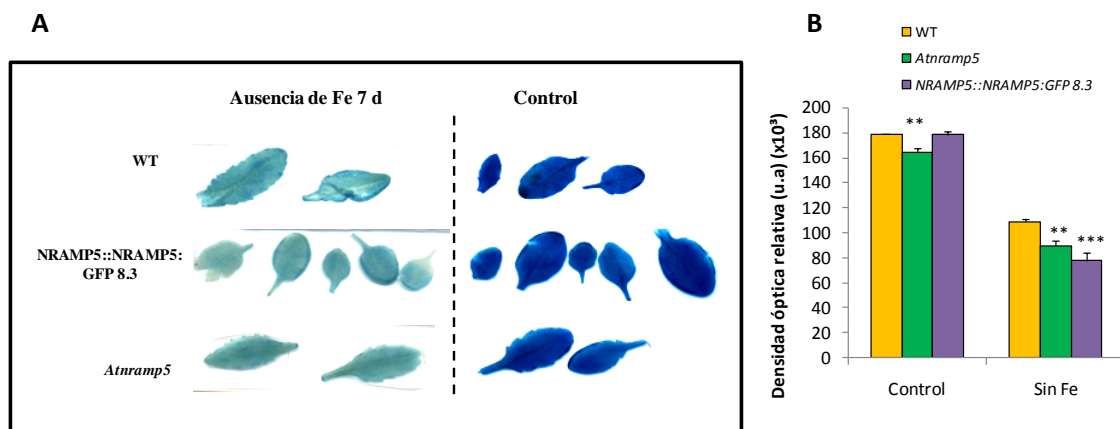 A
Ausencia de Fe 7 d
Control
WT
NRAMP5::NRAMP5:
GFP 8.3
Atnramp5
B
WT
Atnramp5
NRAMP5::NRAMP5:GFP 8.3
Densidad óptica relativa (u.a) (x10³)
200
180
160
140
120
100
80
60
40
20
0
**
**
***
Control
Sin Fe